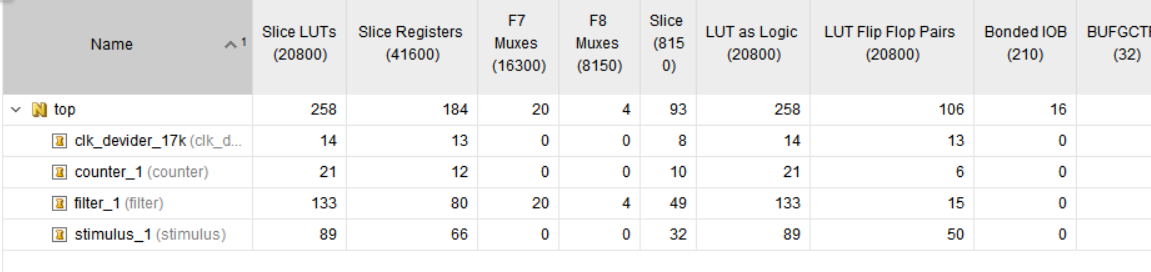 Name 1 Slice LUTs (20800) Slice Registers (41600) F7 Muxes (16300) F8 Muxes (8150) Slice (8150) LUT as Logic (20800) LUT Flip Flop Pairs (20800) Bonded IOB (210) BUFGCT (32)
top 258 184 20 4 93 258 106 16
clk_devider_17k (clk_d... 14 13 0 0 8 14 13 0
counter_1 (counter) 21 12 0 0 10 21 6 0
filter_1 (filter) 133 80 20 4 49 133 15 0
stimulus_1 (stimulus) 89 66 0 0 32 89 50 0